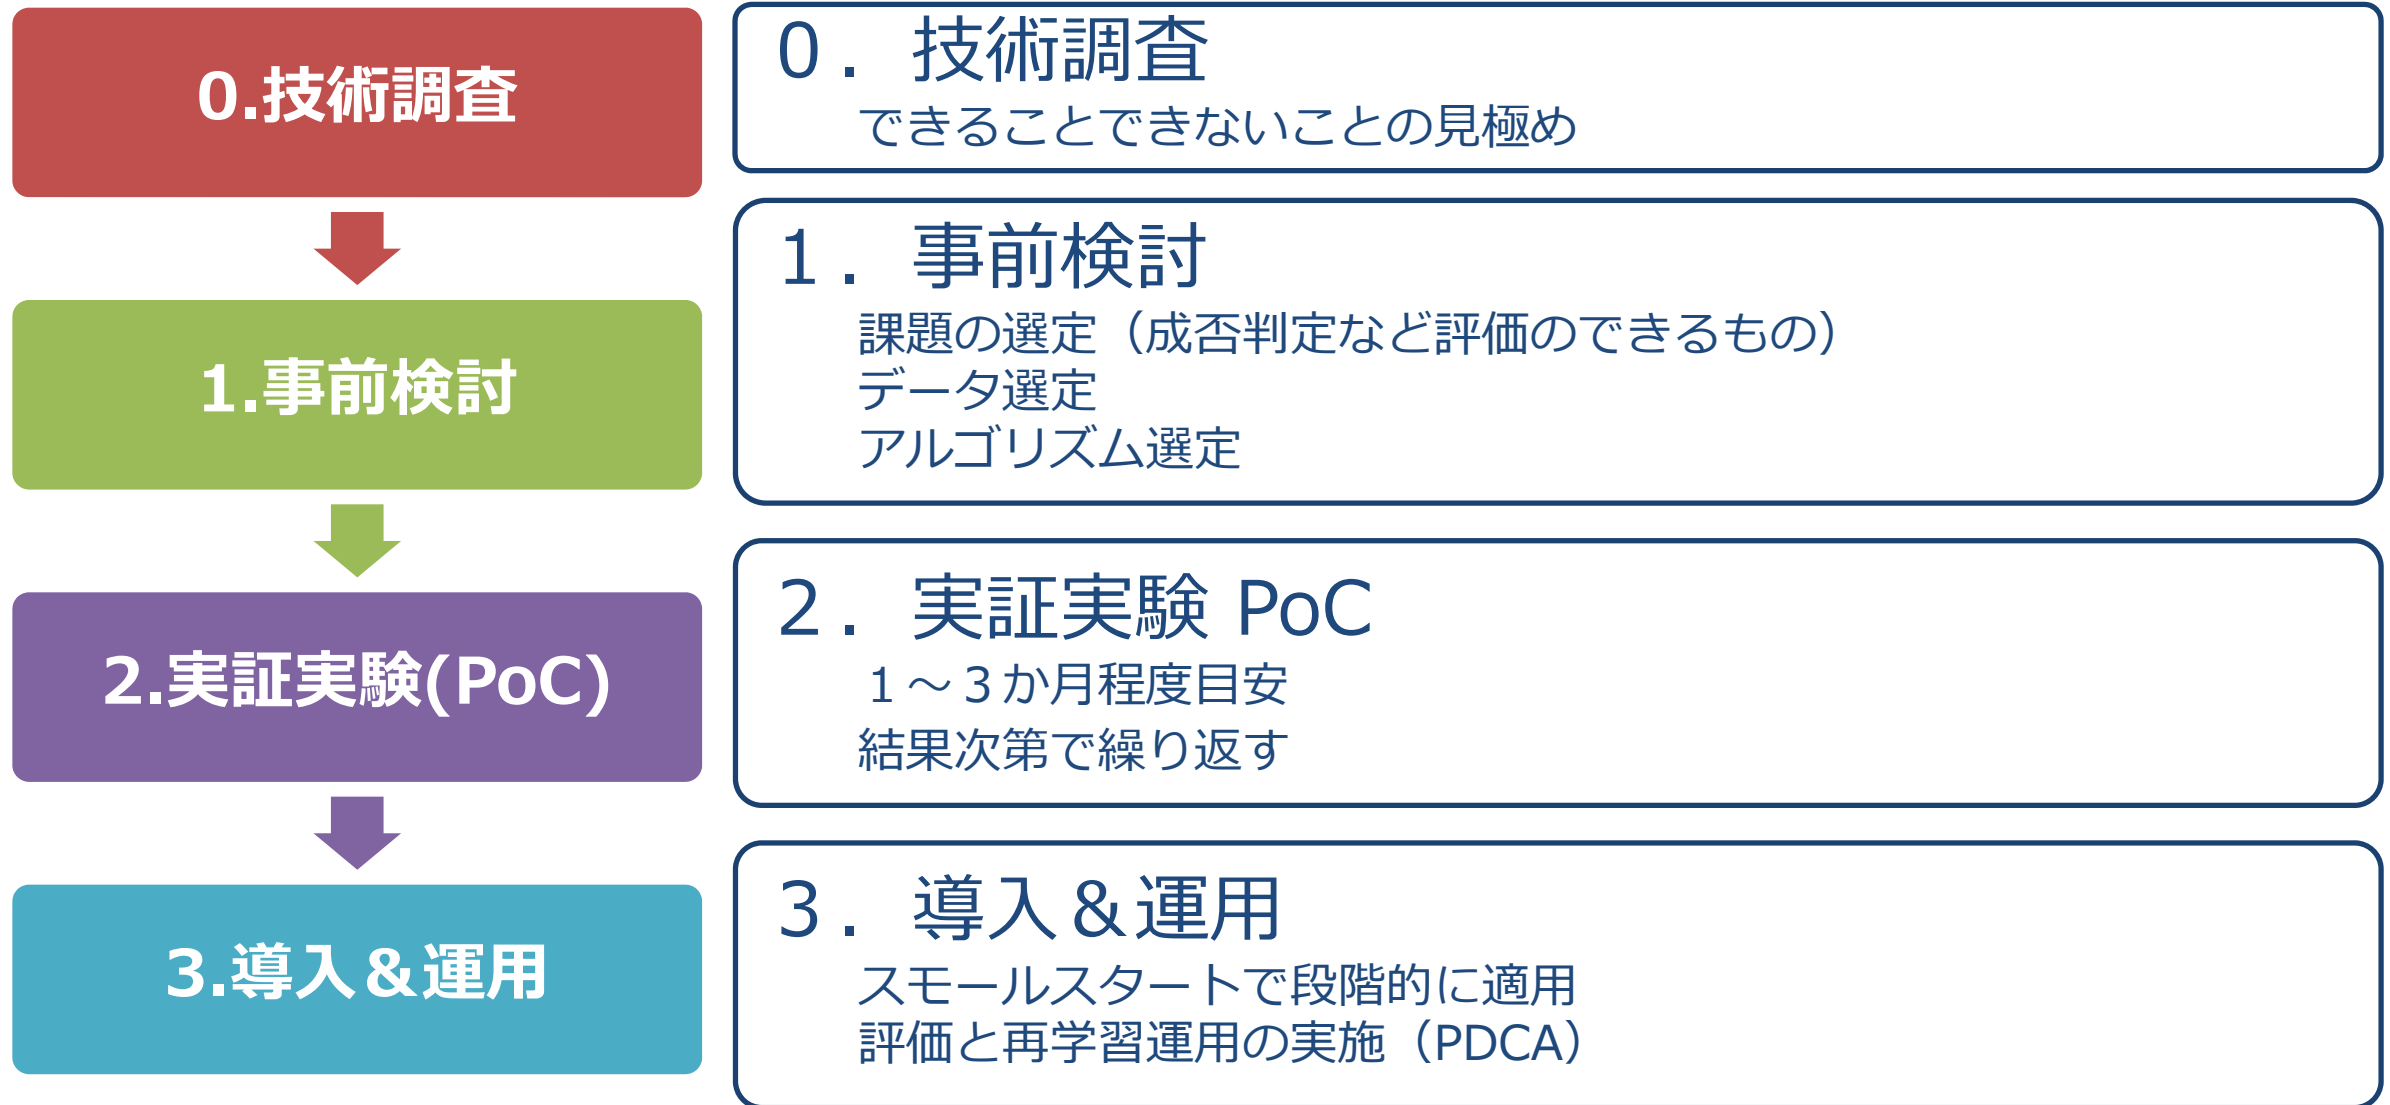 0.技術調査
0．技術調査
できることできないことの見極め
1.事前検討
1．事前検討
課題の選定（成否判定など評価のできるもの）
データ選定
アルゴリズム選定
2.実証実験(PoC)
2．実証実験 PoC
１～３か月程度目安
結果次第で繰り返す
3.導入＆運用
3．導入＆運用
スモールスタートで段階的に適用
評価と再学習運用の実施（PDCA）